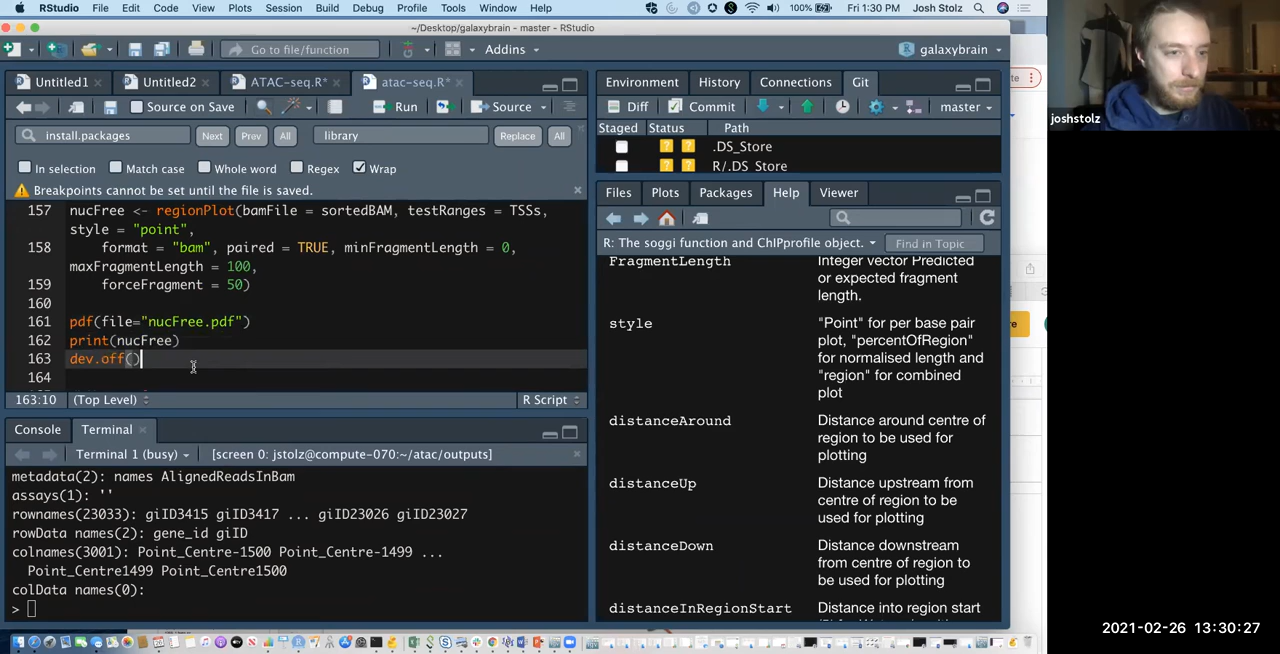 RStudio File Edit Code View Plots Session Build Debug Profile Tools Window Help 100% Fri 1:30 PM Josh Stolz
~/Desktop/galaxybrain - master - RStudio
Go to file/function Addins galaxybrain
Untitled1 Untitled2 ATAC-seq.R* atac-seq.R*
Source on Save Run Source
install.packages Next Prev All library Replace All
In selection Match case Whole word Regex Wrap
Breakpoints cannot be set until the file is saved.
157 nucFree <- regionPlot(bamFile = sortedBAM, testRanges = TSSs,
style = "point",
158 format = "bam", paired = TRUE, minFragmentLength = 0,
maxFragmentLength = 100,
159 forceFragment = 50)
160
161 pdf(file="nucFree.pdf")
162 print(nucFree)
163 dev.off()
164
163:10 (Top Level) R Script
Console Terminal
Terminal 1 (busy) [screen 0: jstolz@compute-070:~/atac/outputs]
metadata(2): names AlignedReadsInBam
assays(1): ''
rownames(23033): giID3415 giID3417 ... giID23026 giID23027
rowData names(2): gene_id giID
colnames(3001): Point_Centre-1500 Point_Centre-1499 ...
Point_Centre1499 Point_Centre1500
colData names(0):
>
Environment History Connections Git
Diff Commit master
Staged Status Path
.DS_Store
R/.DS_Store
Files Plots Packages Help Viewer
R: The soggi function and ChIPprofile object. Find in Topic
FragmentLength Integer vector Predicted
or expected fragment
length.
style "Point" for per base pair
plot, "percentOfRegion"
for normalised length and
"region" for combined
plot
distanceAround Distance around centre of
region to be used for
plotting
distanceUp Distance upstream from
centre of region to be
used for plotting
distanceDown Distance downstream
from centre of region to
be used for plotting
distanceInRegionStart Distance into region start
joshstolz
2021-02-26 13:30:27